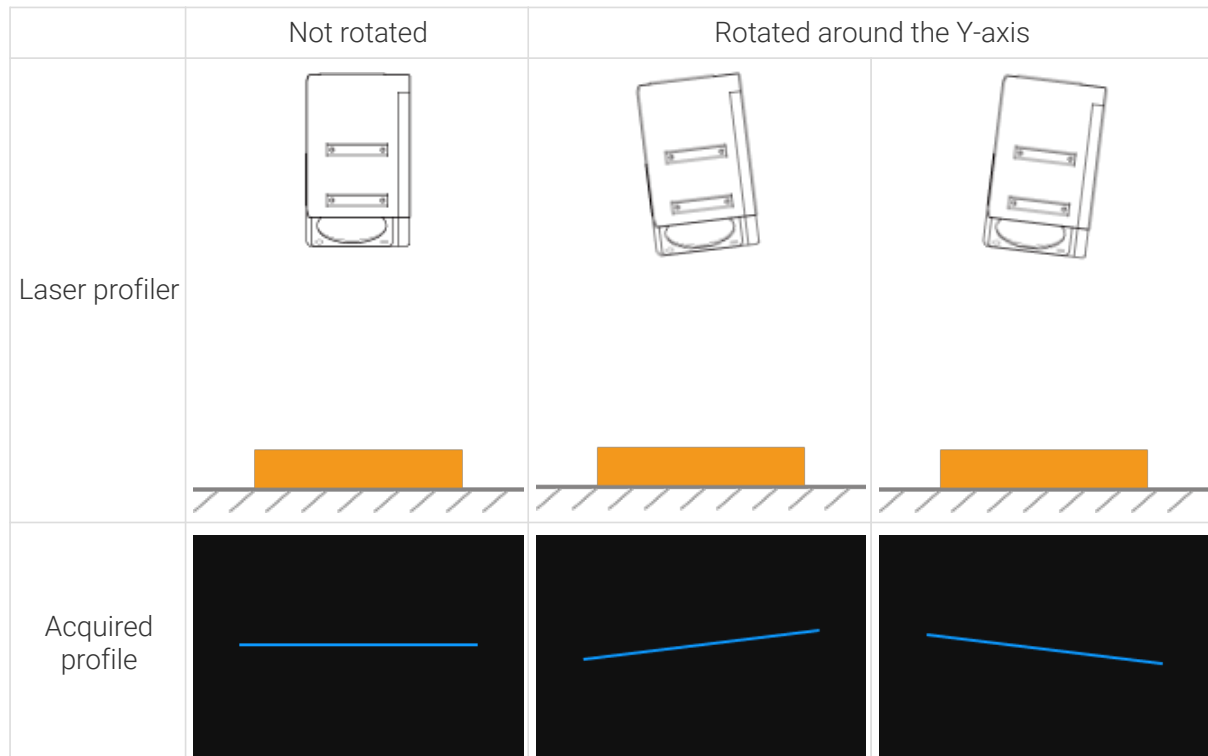 Not rotated
Rotated around the Y-axis
Laser profiler
Acquired
profile